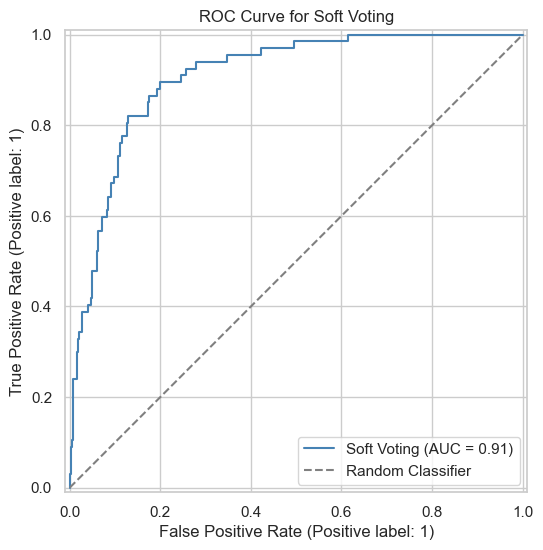 ROC Curve for Soft Voting
True Positive Rate (Positive label: 1)
1.0
0.8
0.6
0.4
0.2
0.0
0.0 0.2 0.4 0.6 0.8 1.0
False Positive Rate (Positive label: 1)
Soft Voting (AUC = 0.91)
Random Classifier